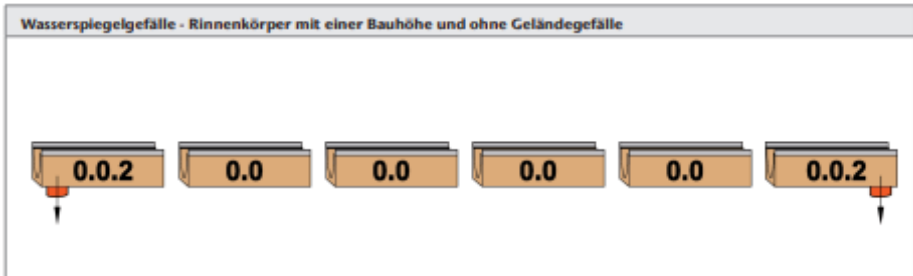 Wasserspiegelgefälle - Rinnenkörper mit einer Bauhöhe und ohne Geländegefälle
0.0.2 0.0 0.0 0.0 0.0 0.0.2